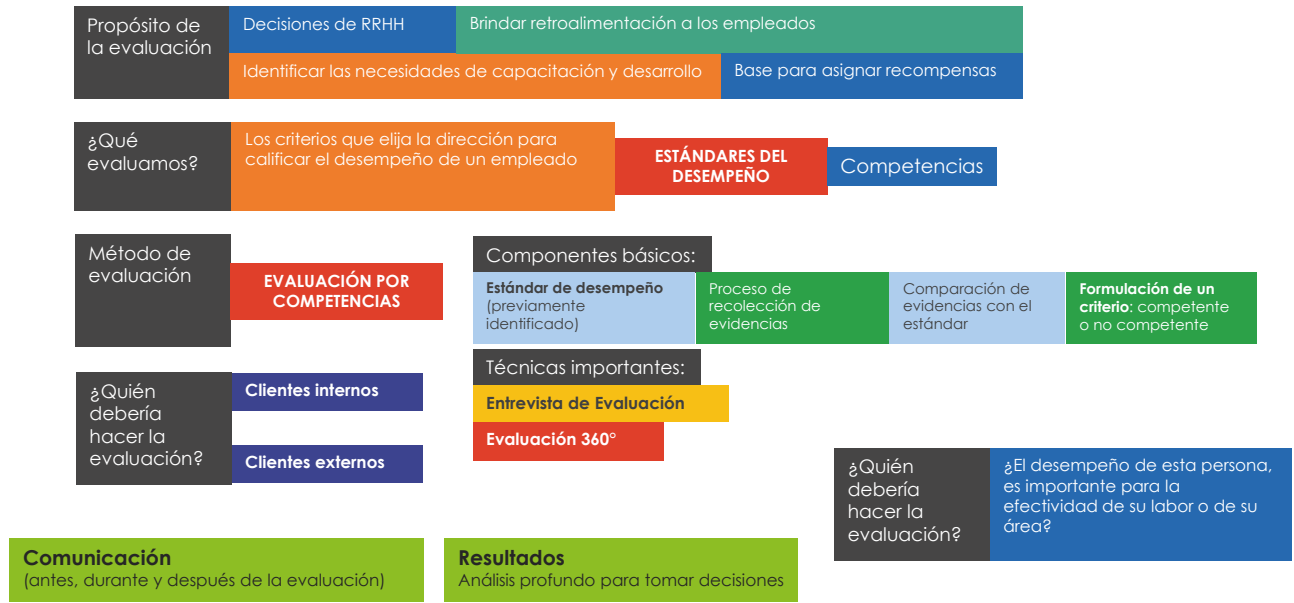 Propósito de
la evaluación
Decisiones de RRHH
Brindar retroalimentación a los empleados
Identificar las necesidades de capacitación y desarrollo
Base para asignar recompensas
¿Qué
evaluamos?
Los criterios que elija la dirección para
calificar el desempeño de un empleado
ESTÁNDARES DEL
DESEMPEÑO
Competencias
Método de
evaluación
EVALUACIÓN POR
COMPETENCIAS
Componentes básicos:
Estándar de desempeño
(previamente
identificado)
Proceso de
recolección de
evidencias
Comparación de
evidencias con el
estándar
Formulación de un
criterio: competente
o no competente
Técnicas importantes:
Entrevista de Evaluación
Evaluación 360°
¿Quién
debería
hacer la
evaluación?
Clientes internos
Clientes externos
¿Quién
debería
hacer la
evaluación?
¿El desempeño de esta persona,
es importante para la
efectividad de su labor o de su
área?
Comunicación
(antes, durante y después de la evaluación)
Resultados
Análisis profundo para tomar decisiones